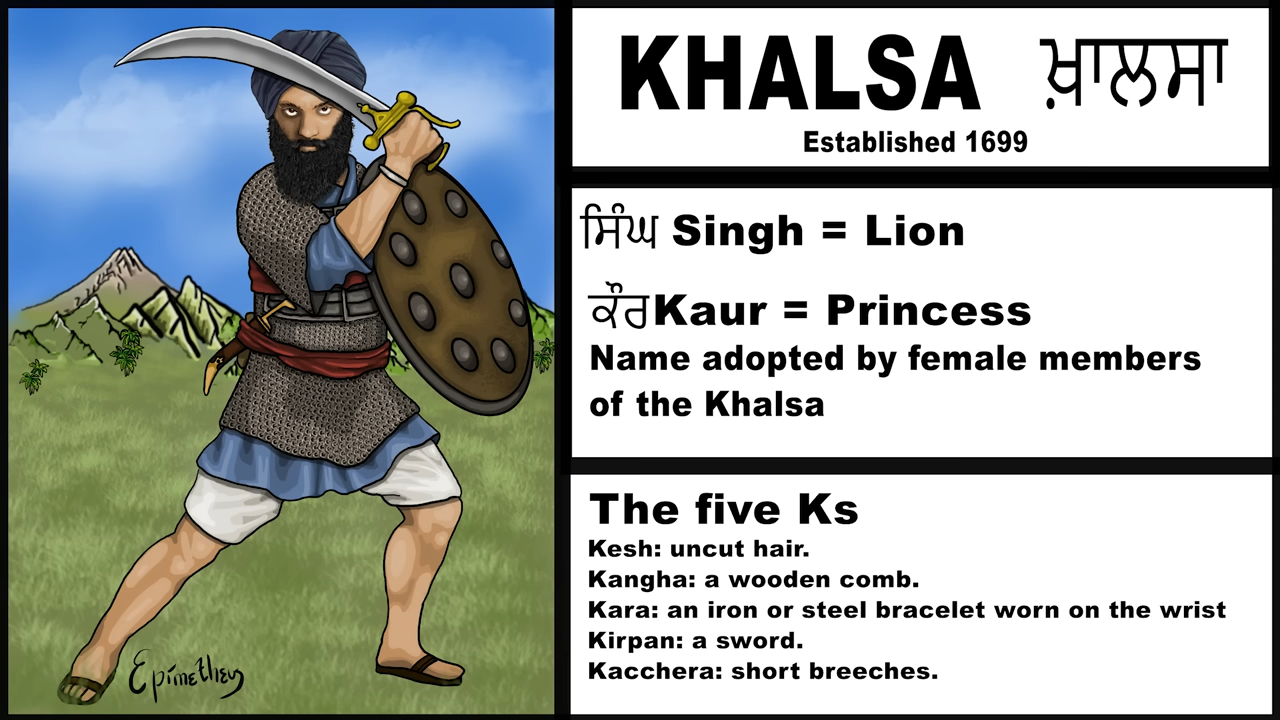 KHALSA ਖ਼ਾਲਸਾ
Established 1699
ਸਿੰਘ Singh = Lion
ਕੌਰ Kaur = Princess
Name adopted by female members
of the Khalsa
The five Ks
Kesh: uncut hair.
Kangha: a wooden comb.
Kara: an iron or steel bracelet worn on the wrist
Kirpan: a sword.
Kacchera: short breeches.
Epimetheus